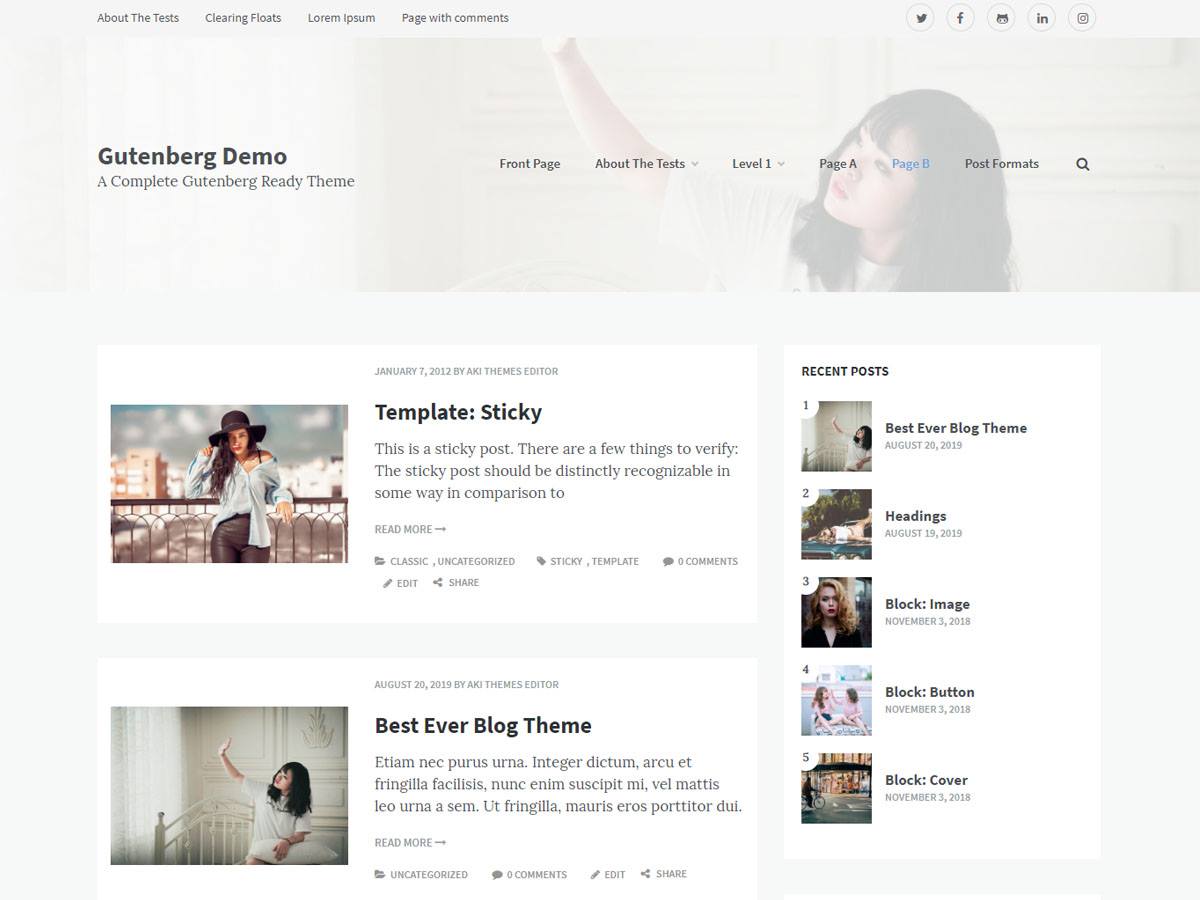 About The Tests Clearing Floats Lorem Ipsum Page with comments
Gutenberg Demo
A Complete Gutenberg Ready Theme
Front Page About The Tests Level 1 Page A Page B Post Formats
JANUARY 7, 2012 BY AKI THEMES EDITOR
Template: Sticky
This is a sticky post. There are a few things to verify:
The sticky post should be distinctly recognizable in
some way in comparison to
READ MORE
CLASSIC , UNCATEGORIZED STICKY , TEMPLATE 0 COMMENTS
EDIT SHARE
AUGUST 20, 2019 BY AKI THEMES EDITOR
Best Ever Blog Theme
Etiam nec purus urna. Integer dictum, arcu et
fringilla facilisis, nunc enim suscipit mi, vel mattis
leo urna a sem. Ut fringilla, mauris eros porttitor dui.
READ MORE
UNCATEGORIZED 0 COMMENTS EDIT SHARE
RECENT POSTS
1
Best Ever Blog Theme
AUGUST 20, 2019
2
Headings
AUGUST 19, 2019
3
Block: Image
NOVEMBER 3, 2018
4
Block: Button
NOVEMBER 3, 2018
5
Block: Cover
NOVEMBER 3, 2018